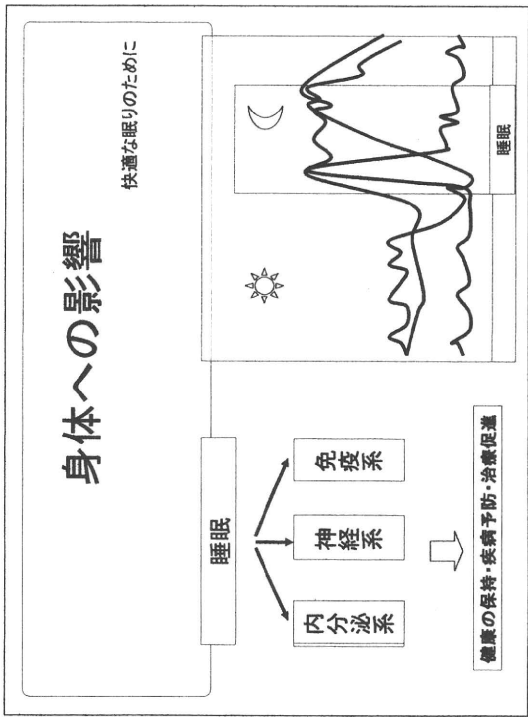 身体への影響
快適な眠りのために
睡眠
内分泌系
神経系
免疫系
健康の保持・疾病予防・治療促進
睡眠